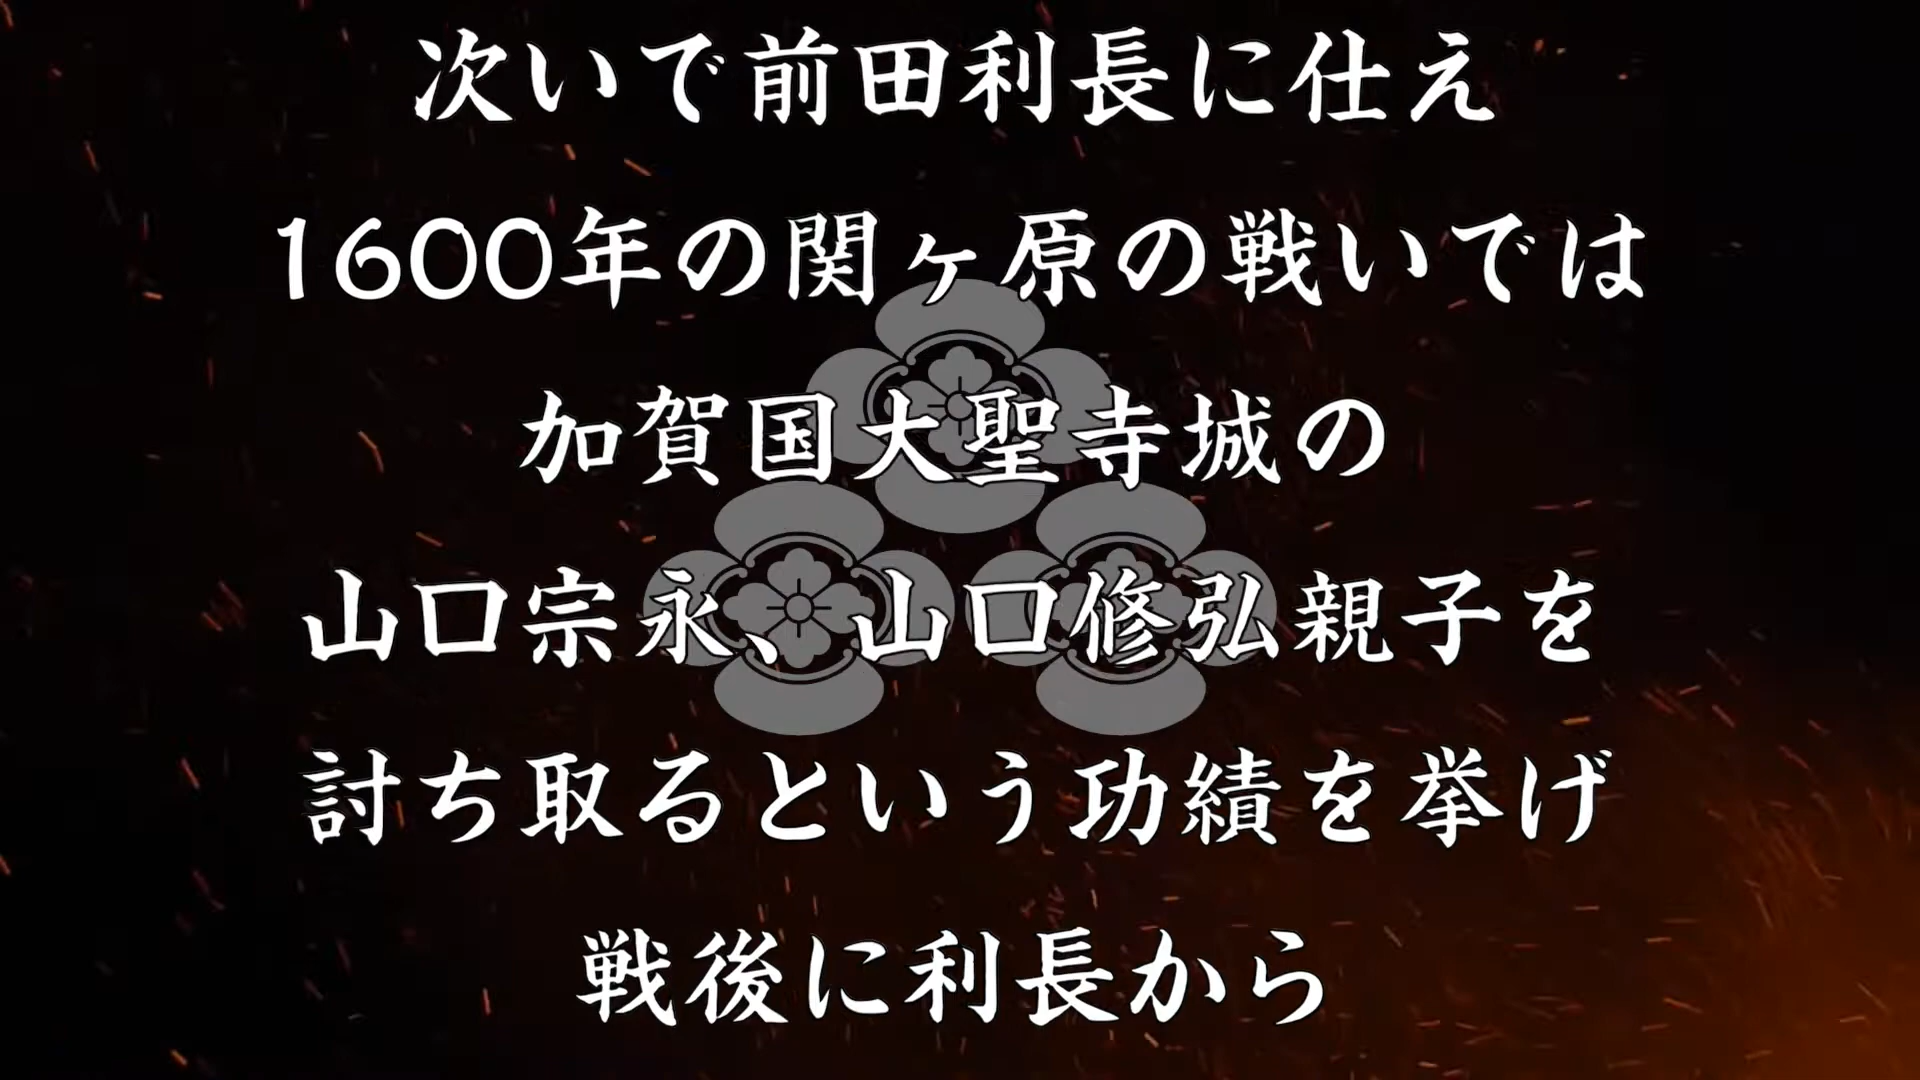 次いで前田利長に仕え
1600年の関ヶ原の戦いでは
加賀国大聖寺城の
山口宗永、山口修弘親子を
討ち取るという功績を挙げ
戦後に利長から